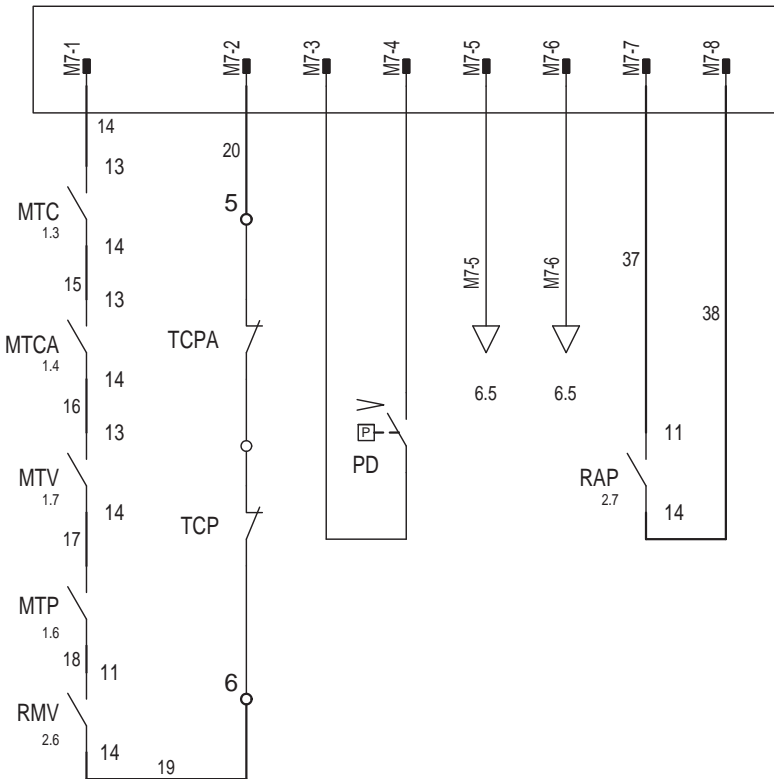 M7-1
M7-2
M7-3
M7-4
M7-5
M7-6
M7-7
M7-8
14
13
20
5
MTC
1.3
14
15
13
M7-5
M7-6
37
38
MTCA
1.4
TCPA
14
16
13
6.5
6.5
P
PD
11
MTV
1.7
14
RAP
2.7
14
17
TCP
MTP
1.6
18
11
6
RMV
2.6
14
19